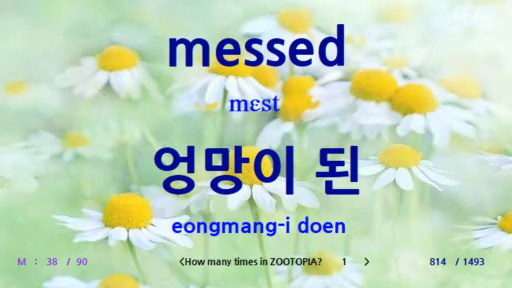 messed
mɛst
엉망이 된
eongmang-i doen
M : 38 / 90 <How many times in ZOOTOPIA? 1 > 814 / 1493